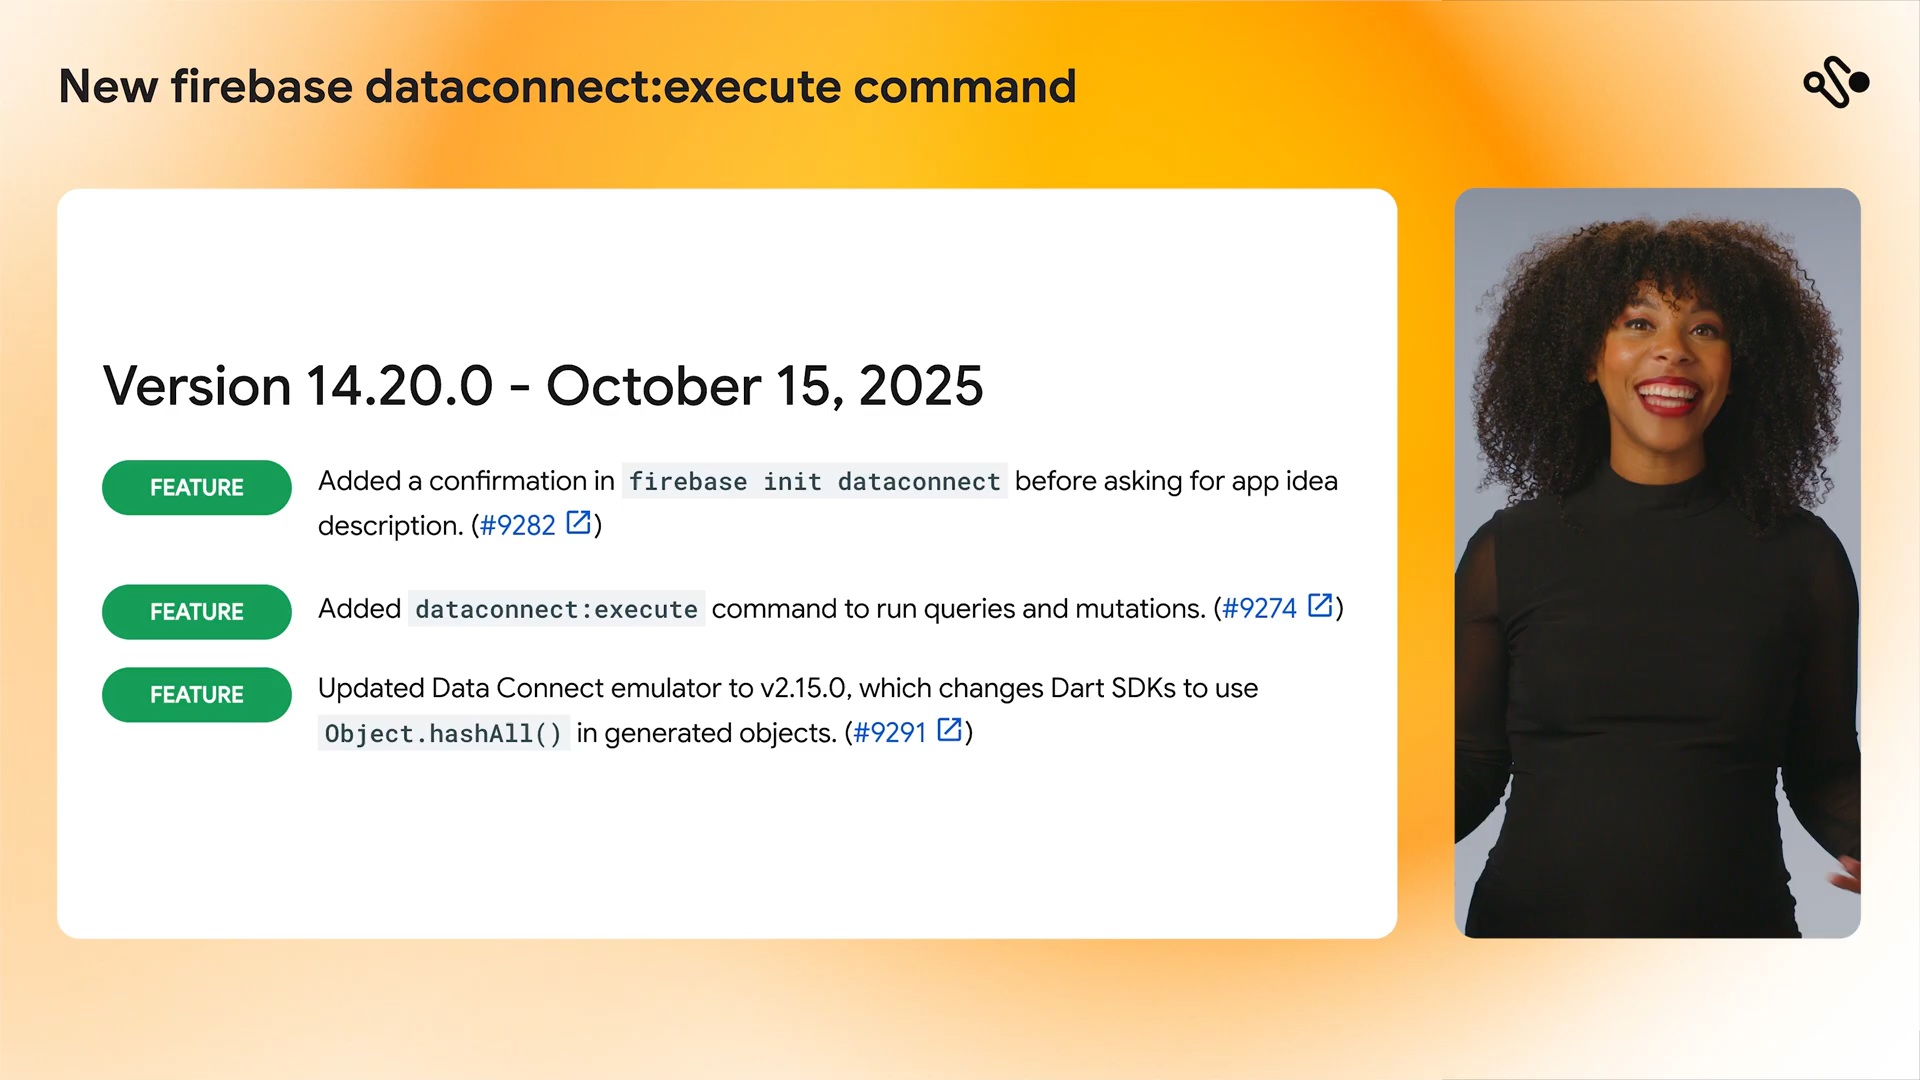 New firebase dataconnect:execute command
Version 14.20.0 - October 15, 2025
FEATURE
Added a confirmation in firebase init dataconnect before asking for app idea
description. (#9282)
FEATURE
Added dataconnect:execute command to run queries and mutations. (#9274)
FEATURE
Updated Data Connect emulator to v2.15.0, which changes Dart SDKs to use
Object.hashAll() in generated objects. (#9291)